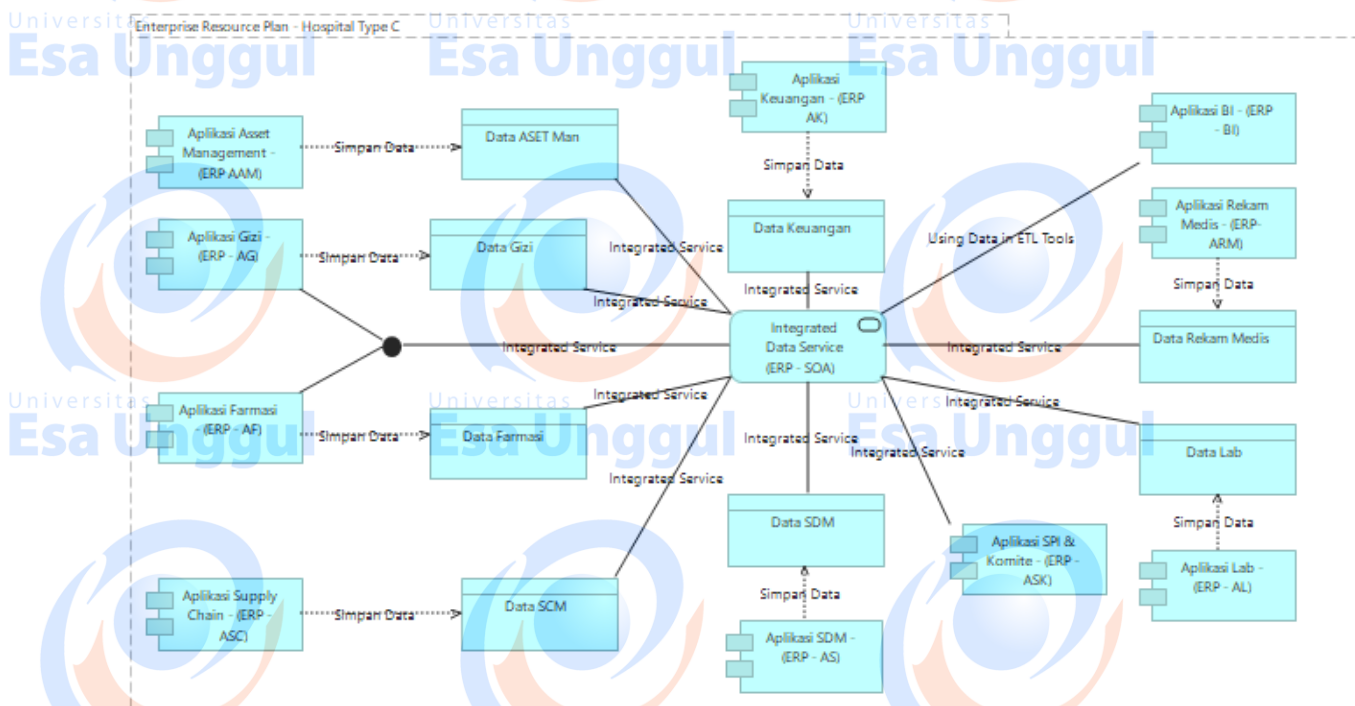 Universitas
Esa Unggul
Universitas
Esa Unggul
Universitas
Esa Unggul
Enterprise Resource Plan - Hospital Type C
Aplikasi Asset
Management -
(ERP AAM)
Simpan Data
Data ASET Man
Aplikasi
Keuangan - (ERP
AK)
Simpan Data
Aplikasi BI - (ERP
- BI)
Aplikasi Gizi -
(ERP - AG)
Simpan Data
Data Gizi
Integrated Service
Data Keuangan
Using Data in ETL Tools
Aplikasi Rekam
Medis - (ERP-
ARM)
Simpan Data
Integrated Service
Integrated Service
Integrated Service
Integrated
Data Service
(ERP - SOA)
Integrated Service
Data Rekam Medis
Universitas
Esa Unggul
Universitas
Esa Unggul
Universitas
Esa Unggul
Aplikasi Farmasi
- (ERP - AF)
Simpan Data
Data Farmasi
Integrated Service
Integrated Service
Integrated Service
Integrated Service
Integrated Service
Data Lab
Aplikasi Supply
Chain - (ERP -
ASC)
Simpan Data
Data SCM
Data SDM
Simpan Data
Aplikasi SDM -
(ERP - AS)
Aplikasi SPI &
Komite - (ERP -
ASK)
Simpan Data
Aplikasi Lab -
(ERP - AL)